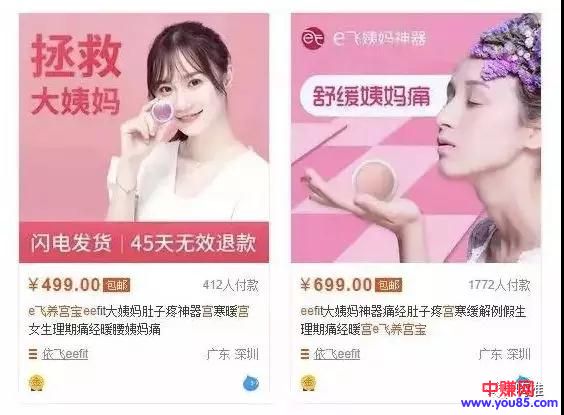 拯救
大姨妈
闪电发货 | 45天无效退款
¥499.00 包邮 412人付款
e飞养宫宝eefit大姨妈肚子疼神器宫寒暖宫
女生理期痛经暖腰姨妈痛
依飞eefit 广东 深圳
e飞姨妈神器
舒缓姨妈痛
¥699.00 包邮 1772人付款
eefit大姨妈神器痛经肚子疼宫寒缓解例假生
理期痛经暖宫e飞养宫宝
依飞eefit 广东 深圳
金
金
中赚网
www.you85.com